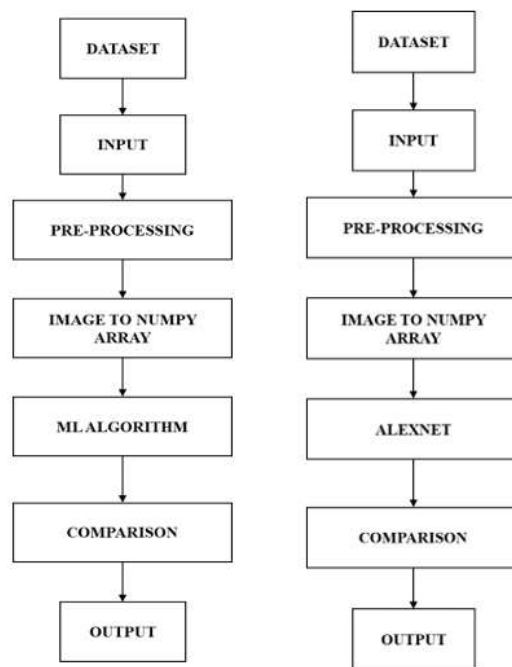 DATASET
INPUT
PRE-PROCESSING
IMAGE TO NUMPY
ARRAY
ML ALGORITHM
COMPARISON
OUTPUT
DATASET
INPUT
PRE-PROCESSING
IMAGE TO NUMPY
ARRAY
ALEXNET
COMPARISON
OUTPUT